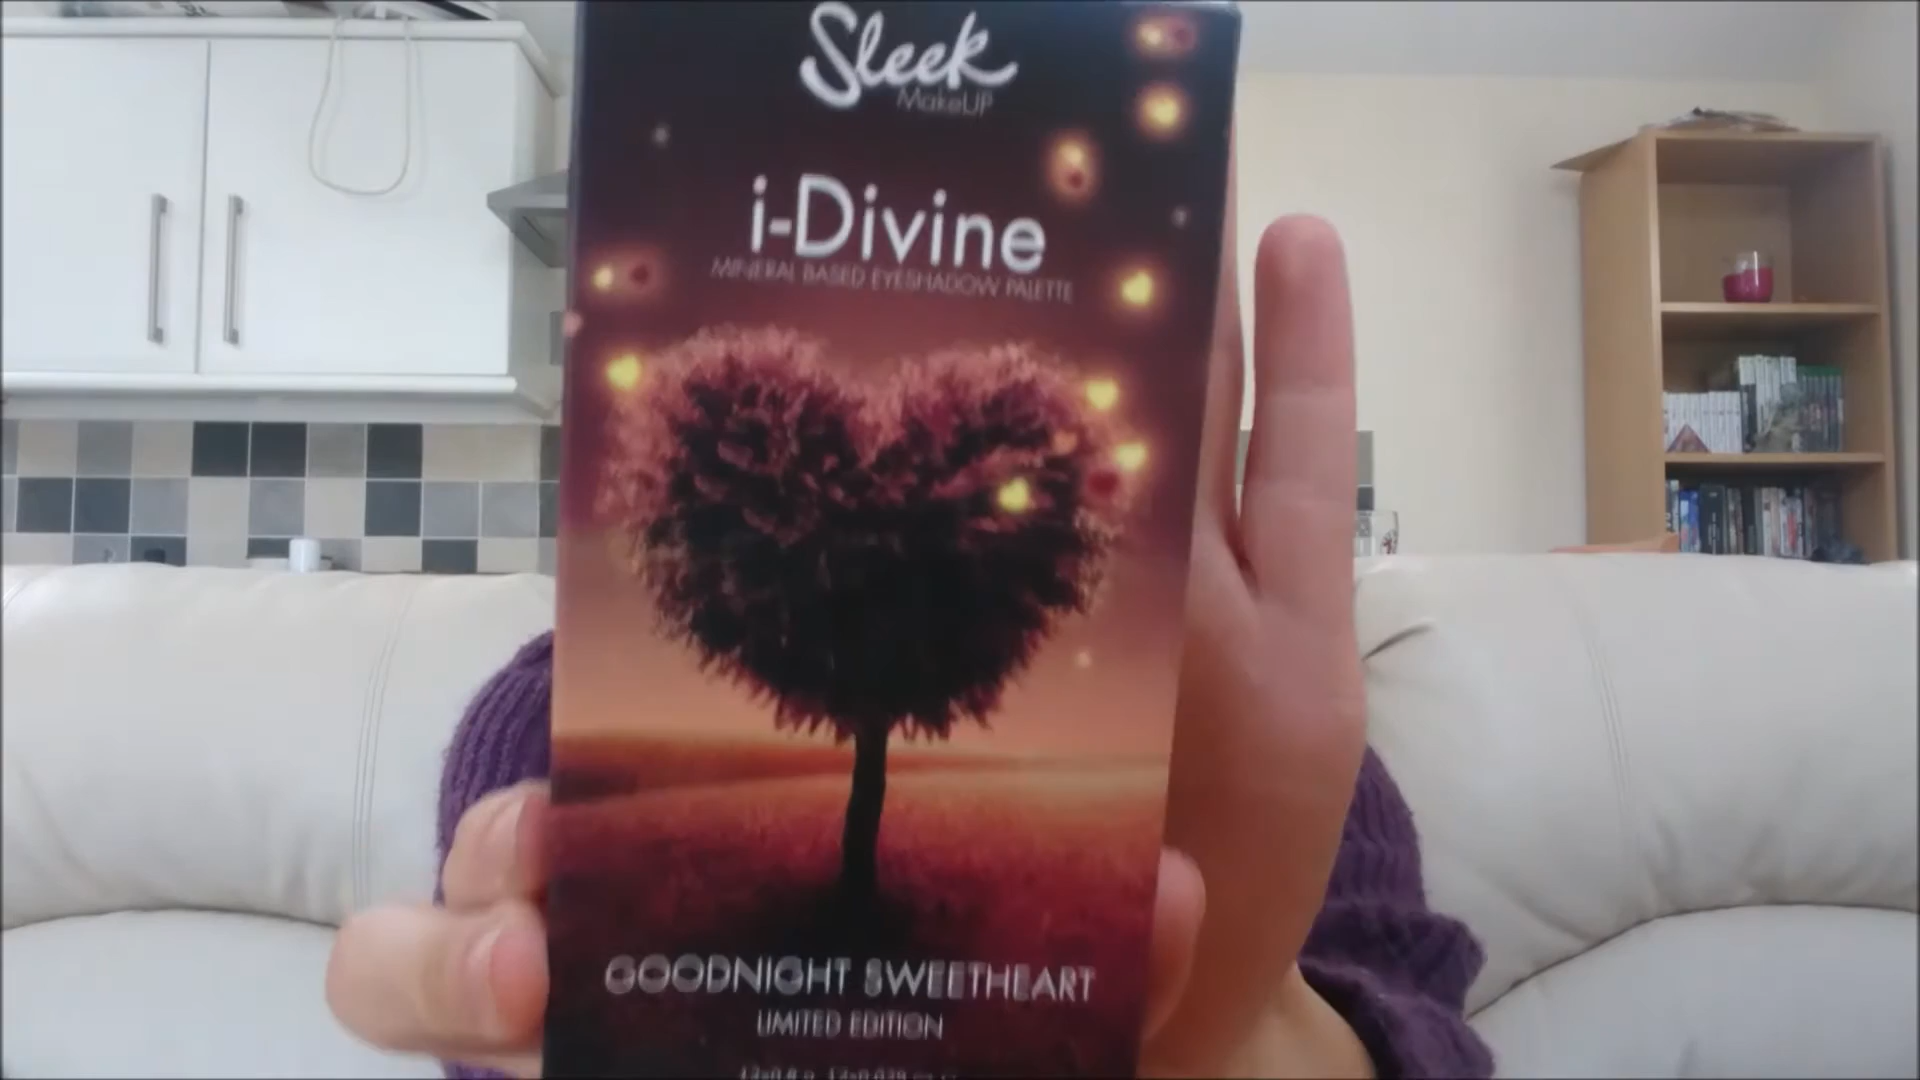 Sleek
MakeUP
i-Divine
MINERAL BASED EYESHADOW PALETTE
GOODNIGHT SWEETHEART
LIMITED EDITION